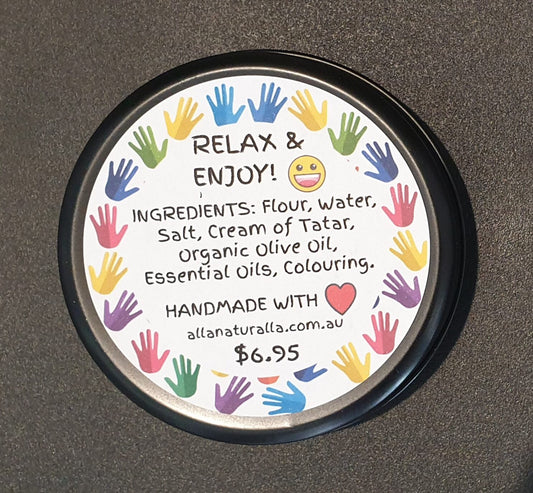 RELAX &
ENJOY!
INGREDIENTS: Flour, Water,
Salt, Cream of Tatar,
Organic Olive Oil,
Essential Oils, Colouring.
HANDMADE WITH
allanaturalla.com.au
$6.95